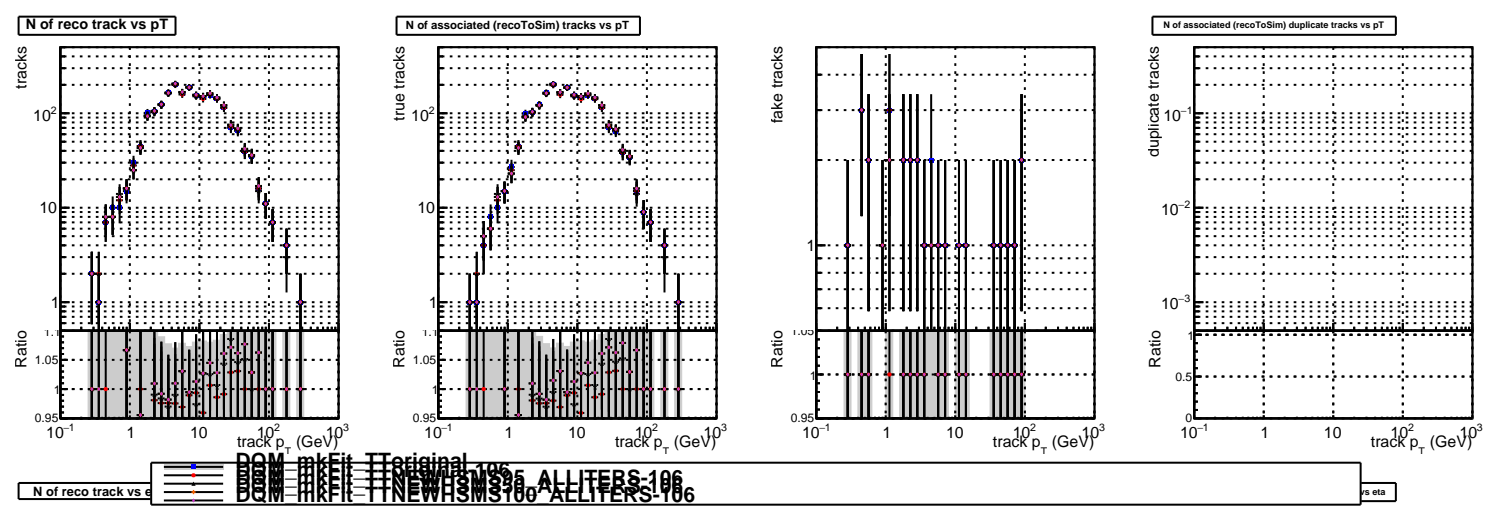 N of reco track vs pT
N of associated (recoToSim) tracks vs pT
N of associated (recoToSim) duplicate tracks vs pT
tracks
10²
10
1
Ratio
1.1
1.05
1
0.95
10⁻¹ 1 10 10² 10³
track p_T (GeV)
true tracks
10²
10
1
Ratio
1.1
1.05
1
0.95
10⁻¹ 1 10 10² 10³
track p_T (GeV)
fake tracks
1
Ratio
1.05
1
0.95
10⁻¹ 1 10 10² 10³
track p_T (GeV)
duplicate tracks
10⁻¹
10⁻²
10⁻³
Ratio
1
0.5
0
10⁻¹ 1 10 10² 10³
track p_T (GeV)
DQM_mkFit_TToriginal
DQM_mkFit_TTNEWHSMS100_ALLITERS-106
N of reco track vs e
vs eta